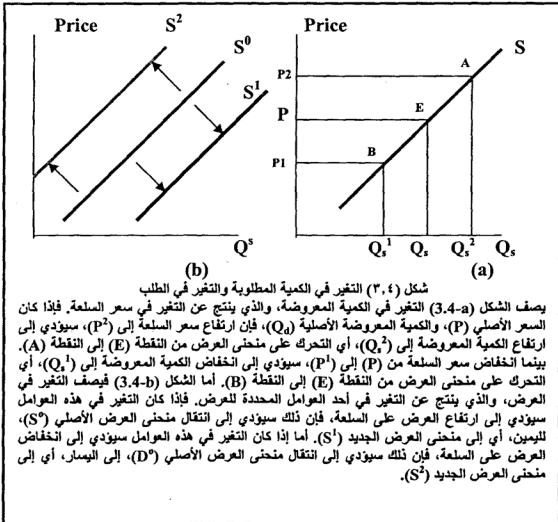 Price S² Price
S⁰ S
S¹ P2 A
P E
P1 B
Qˢ Qₛ¹ Qₛ Qₛ² Qₛ
(b) (a)
شكل (٣,٤) التغير في الكمية المطلوبة والتغير في الطلب
يصف الشكل (3.4-a) التغير في الكمية المعروضة، والذي ينتج عن التغير في سعر السلعة. فإذا كان
السعر الأصلي (P)، والكمية المعروضة الأصلية (Qd)، فإن ارتفاع سعر السلعة إلى (P²)، سيؤدي إلى
ارتفاع الكمية المعروضة إلى (Qₛ²)، أي التحرك على منحنى العرض من النقطة (E) إلى النقطة (A).
بينما انخفاض سعر السلعة من (P) إلى (P¹)، سيؤدي إلى انخفاض الكمية المعروضة إلى (Qₛ¹)، أي
التحرك على منحنى العرض من النقطة (E) إلى النقطة (B). أما الشكل (3.4-b) فيصف التغير في
العرض، والذي ينتج عن التغير في أحد العوامل المحددة للعرض. فإذا كان التغير في هذه العوامل
سيؤدي إلى ارتفاع العرض على السلعة، فإن ذلك سيؤدي إلى انتقال منحنى العرض الأصلي (S⁰)،
لليمين، أي إلى منحنى العرض الجديد (S¹). أما إذا كان التغير في هذه العوامل سيؤدي إلى انخفاض
العرض على السلعة، فإن ذلك سيؤدي إلى انتقال منحنى العرض الأصلي (D⁰)، إلى اليسار، أي إلى
منحنى العرض الجديد (S²).